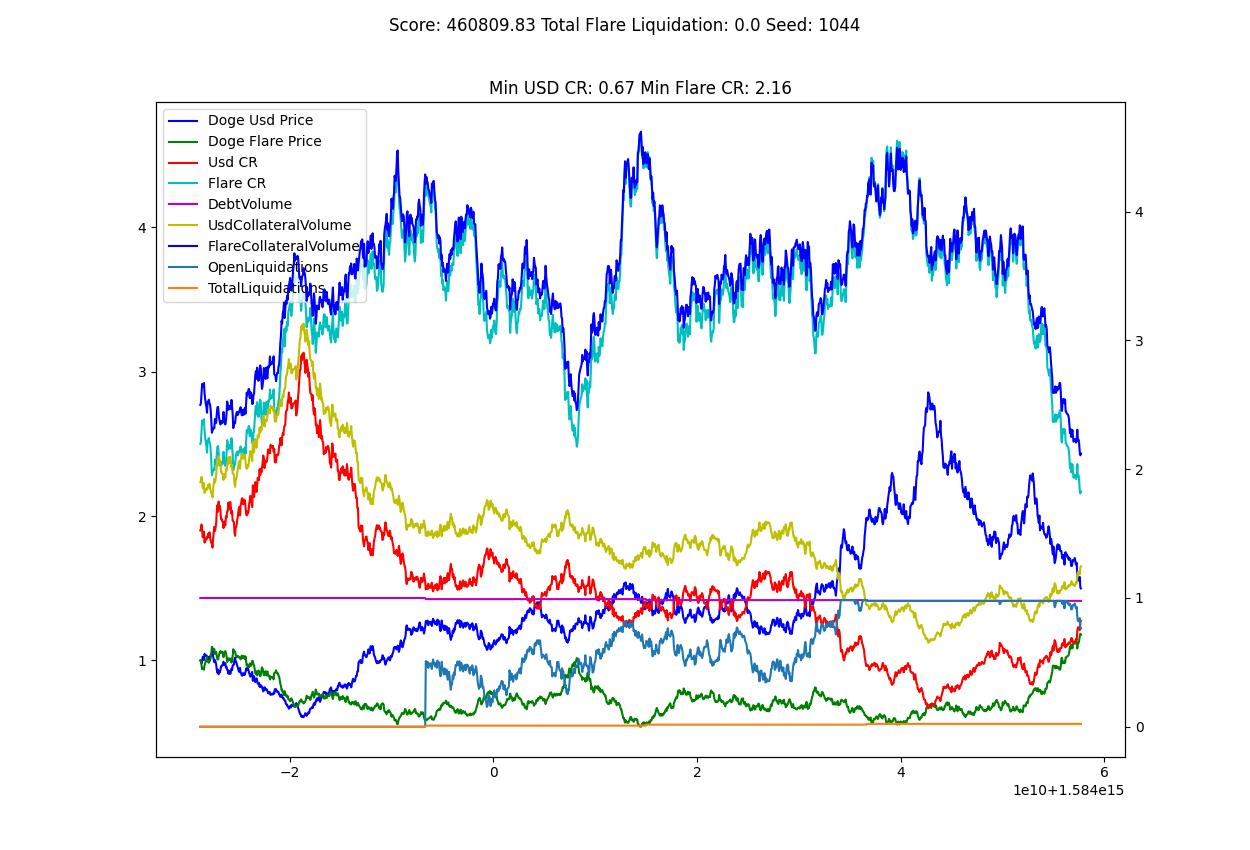 Score: 460809.83 Total Flare Liquidation: 0.0 Seed: 1044
Min USD CR: 0.67 Min Flare CR: 2.16
Doge Usd Price
Doge Flare Price
Usd CR
Flare CR
DebtVolume
UsdCollateralVolume
FlareCollateralVolume
OpenLiquidations
TotalLiquidations
4
3
2
1
4
3
2
1
0
−2
0
2
4
6
1e10+1.584e15